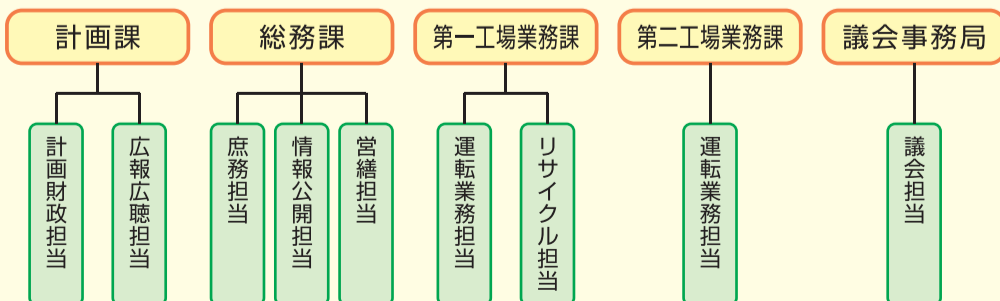 計画課
総務課
第一工場業務課
第二工場業務課
議会事務局
計画財政担当
広報広聴担当
庶務担当
情報公開担当
営繕担当
運転業務担当
リサイクル担当
運転業務担当
議会担当